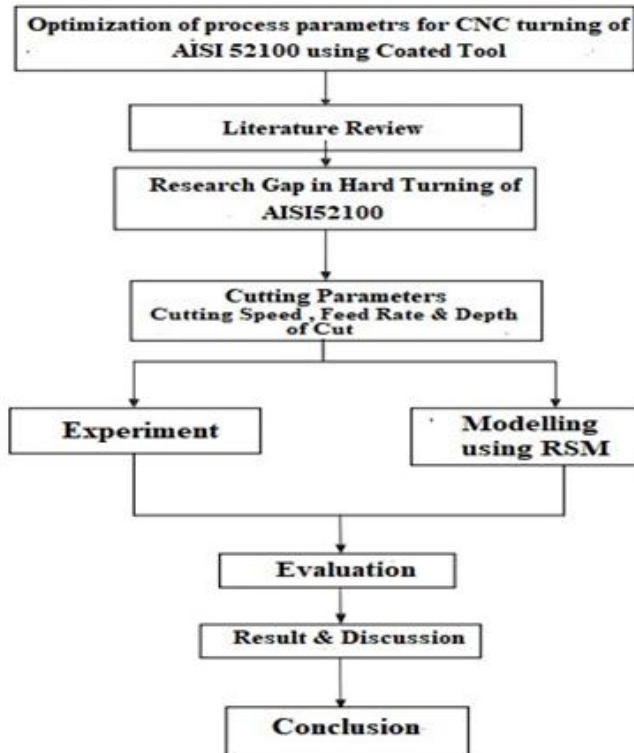 Optimization of process parametrs for CNC turning of
AISI 52100 using Coated Tool
Literature Review
Research Gap in Hard Turning of
AISI52100
Cutting Parameters
Cutting Speed , Feed Rate & Depth
of Cut
Experiment
Modelling
using RSM
Evaluation
Result & Discussion
Conclusion